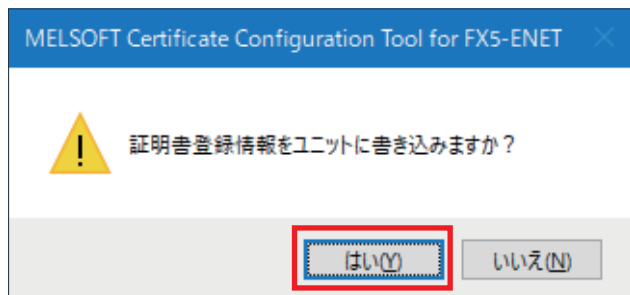 MELSOFT Certificate Configuration Tool for FX5-ENET
証明書登録情報をユニットに書き込みますか？
はい(Y)
いいえ(N)